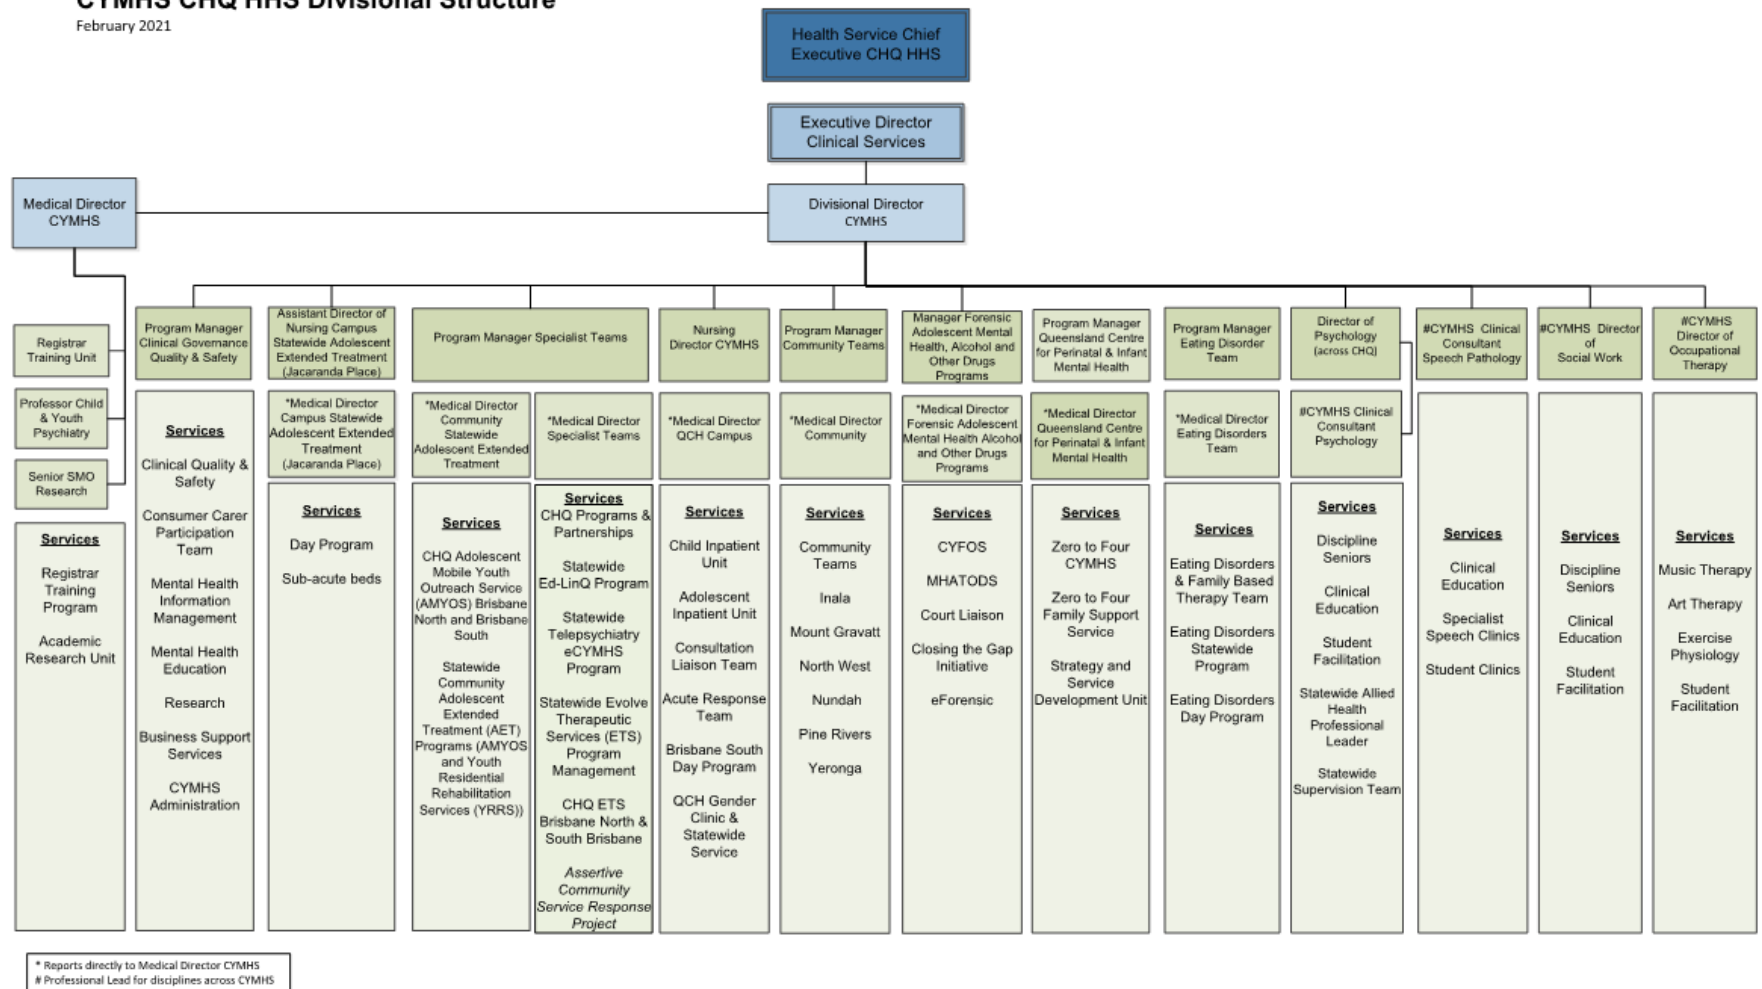 CYMHS CHQ HHS Divisional Structure
February 2021
Health Service Chief
Executive CHQ HHS
Executive Director
Clinical Services
Medical Director
CYMHS
Divisional Director
CYMHS
Registrar
Training Unit
Professor Child
& Youth
Psychiatry
Senior SMO
Research
Services
Registrar
Training
Program
Academic
Research Unit
Program Manager
Clinical Governance
Quality & Safety
Services
Clinical Quality &
Safety
Consumer Carer
Participation
Team
Mental Health
Information
Management
Mental Health
Education
Research
Business Support
Services
CYMHS
Administration
Assistant Director of
Nursing Campus
Statewide Adolescent
Extended Treatment
(Jacaranda Place)
*Medical Director
Campus Statewide
Adolescent Extended
Treatment
(Jacaranda Place)
Services
Day Program
Sub-acute beds
Program Manager Specialist Teams
*Medical Director
Community
Statewide
Adolescent Extended
Treatment
Services
CHQ Adolescent
Mobile Youth
Outreach Service
(AMYOS) Brisbane
North and Brisbane
South
Statewide
Community
Adolescent
Extended
Treatment (AET)
Programs (AMYOS
and Youth
Residential
Rehabilitation
Services (YRRS))
*Medical Director
Specialist Teams
Services
CHQ Programs &
Partnerships
Statewide
Ed-LinQ Program
Statewide
Telepsychiatry
eCYMHS
Program
Statewide Evolve
Therapeutic
Services (ETS)
Program
Management
CHQ ETS
Brisbane North &
South Brisbane
Assertive
Community
Service Response
Project
Nursing
Director CYMHS
*Medical Director
QCH Campus
Services
Child Inpatient
Unit
Adolescent
Inpatient Unit
Consultation
Liaison Team
Acute Response
Team
Brisbane South
Day Program
QCH Gender
Clinic &
Statewide
Service
Program Manager
Community Teams
*Medical Director
Community
Services
Community
Teams
Inala
Mount Gravatt
North West
Nundah
Pine Rivers
Yeronga
Manager Forensic
Adolescent Mental
Health, Alcohol and
Other Drugs
Programs
*Medical Director
Forensic Adolescent
Mental Health Alcohol
and Other Drugs
Programs
Services
CYFOS
MHATODS
Court Liaison
Closing the Gap
Initiative
eForensic
Program Manager
Queensland Centre
for Perinatal & Infant
Mental Health
*Medical Director
Queensland Centre
for Perinatal & Infant
Mental Health
Services
Zero to Four
CYMHS
Zero to Four
Family Support
Service
Strategy and
Service
Development Unit
Program Manager
Eating Disorder
Team
*Medical Director
Eating Disorders
Team
Services
Eating Disorders
& Family Based
Therapy Team
Eating Disorders
Statewide
Program
Eating Disorders
Day Program
Director of
Psychology
(across CHQ)
#CYMHS Clinical
Consultant
Psychology
Services
Discipline
Seniors
Clinical
Education
Student
Facilitation
Statewide Allied
Health
Professional
Leader
Statewide
Supervision Team
#CYMHS Clinical
Consultant
Speech Pathology
Services
Clinical
Education
Specialist
Speech Clinics
Student Clinics
#CYMHS Director
of
Social Work
Services
Discipline
Seniors
Clinical
Education
Student
Facilitation
#CYMHS
Director of
Occupational
Therapy
Services
Music Therapy
Art Therapy
Exercise
Physiology
Student
Facilitation
* Reports directly to Medical Director CYMHS
# Professional Lead for disciplines across CYMHS